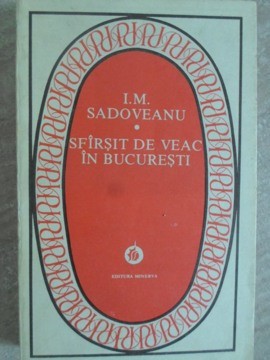 I.M.
SADOVEANU
•
SFÎRȘIT DE VEAC
ÎN BUCUREȘTI
EDITURA MINERVA